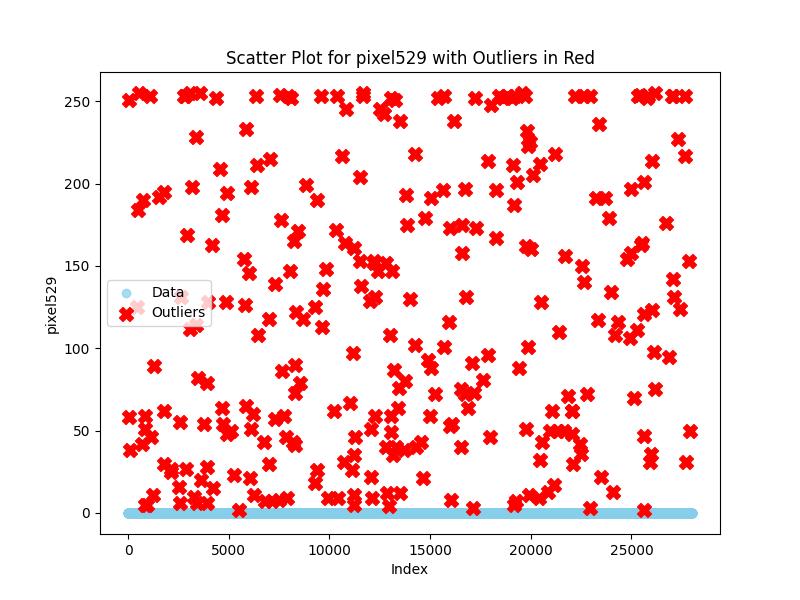 Scatter Plot for pixel529 with Outliers in Red
pixel529
250
200
150
100
50
0
Data
Outliers
0
5000
10000
15000
20000
25000
Index